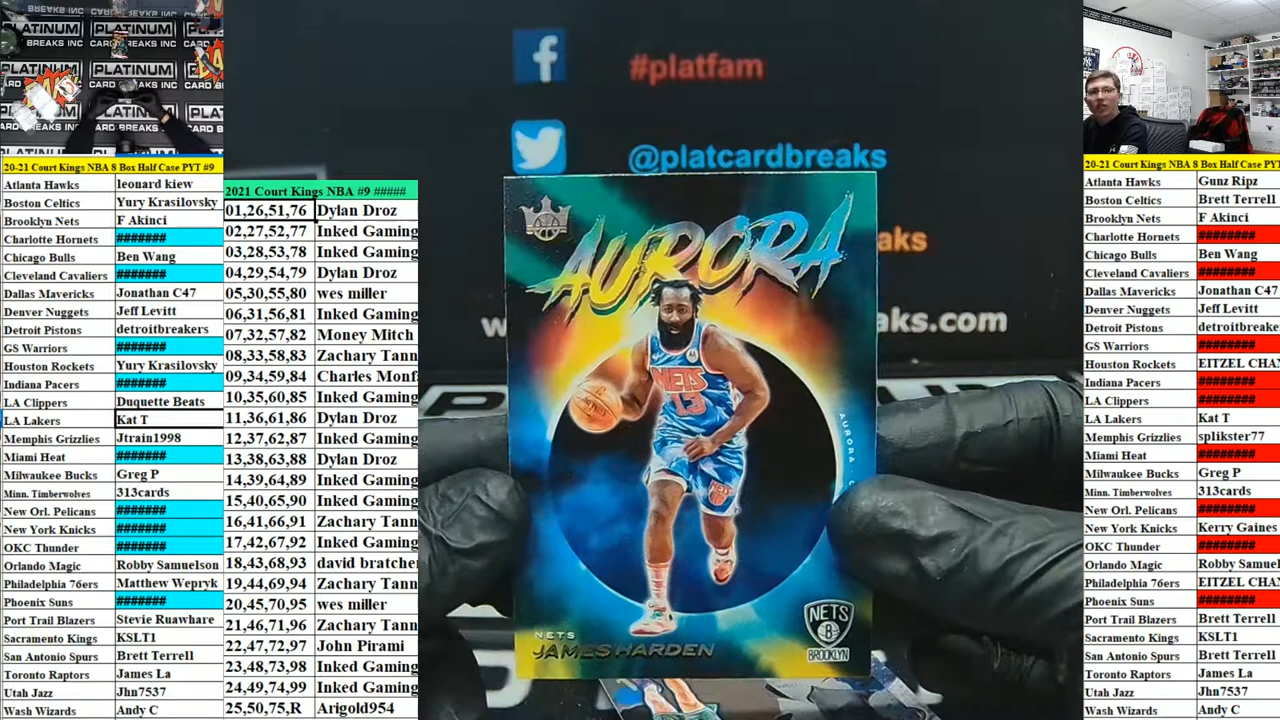 PLATINUM
BREAKS INC
CARD BREAKS INC
20-21 Court Kings NBA 8 Box Half Case PYT #9
Atlanta Hawks leonard kiew
Boston Celtics Yury Krasilovsky
Brooklyn Nets F Akinci
Charlotte Hornets #######
Chicago Bulls Ben Wang
Cleveland Cavaliers #######
Dallas Mavericks Jonathan C47
Denver Nuggets Jeff Levitt
Detroit Pistons detroitbreakers
GS Warriors #######
Houston Rockets Yury Krasilovsky
Indiana Pacers #######
LA Clippers Duquette Beats
LA Lakers Kat T
Memphis Grizzlies Jtrain1998
Miami Heat #######
Milwaukee Bucks Greg P
Minn. Timberwolves 313cards
New Orl. Pelicans #######
New York Knicks #######
OKC Thunder #######
Orlando Magic Robby Samuelson
Philadelphia 76ers Matthew Wepryk
Phoenix Suns #######
Port Trail Blazers Stevie Ruawhare
Sacramento Kings KSLT1
San Antonio Spurs Brett Terrell
Toronto Raptors James La
Utah Jazz Jhn7537
Wash Wizards Andy C
2021 Court Kings NBA #9 #####
01,26,51,76 Dylan Droz
02,27,52,77 Inked Gaming
03,28,53,78 Inked Gaming
04,29,54,79 Dylan Droz
05,30,55,80 wes miller
06,31,56,81 Inked Gaming
07,32,57,82 Money Mitch
08,33,58,83 Zachary Tann
09,34,59,84 Charles Monf
10,35,60,85 Inked Gaming
11,36,61,86 Dylan Droz
12,37,62,87 Inked Gaming
13,38,63,88 Dylan Droz
14,39,64,89 Inked Gaming
15,40,65,90 Inked Gaming
16,41,66,91 Zachary Tann
17,42,67,92 Inked Gaming
18,43,68,93 david bratcher
19,44,69,94 Zachary Tann
20,45,70,95 wes miller
21,46,71,96 Zachary Tann
22,47,72,97 John Pirami
23,48,73,98 Inked Gaming
24,49,74,99 Inked Gaming
25,50,75,R Arigold954
#platfam
@platcardbreaks
aks
w
aks.com
AURORA
NETS
13
AURORA
NETS
B
BROOKLYN
NETS
JAMES HARDEN
20-21 Court Kings NBA 8 Box Half Case PYT
Atlanta Hawks Gunz Ripz
Boston Celtics Brett Terrell
Brooklyn Nets F Akinci
Charlotte Hornets ########
Chicago Bulls Ben Wang
Cleveland Cavaliers ########
Dallas Mavericks Jonathan C47
Denver Nuggets Jeff Levitt
Detroit Pistons detroitbreake
GS Warriors ########
Houston Rockets EITZEL CHAN
Indiana Pacers ########
LA Clippers ########
LA Lakers Kat T
Memphis Grizzlies splikster77
Miami Heat ########
Milwaukee Bucks Greg P
Minn. Timberwolves 313cards
New Orl. Pelicans ########
New York Knicks Kerry Gaines
OKC Thunder ########
Orlando Magic Robby Samuel
Philadelphia 76ers EITZEL CHA
Phoenix Suns ########
Port Trail Blazers Brett Terrell
Sacramento Kings KSLT1
San Antonio Spurs Brett Terrell
Toronto Raptors James La
Utah Jazz Jhn7537
Wash Wizards Andy C